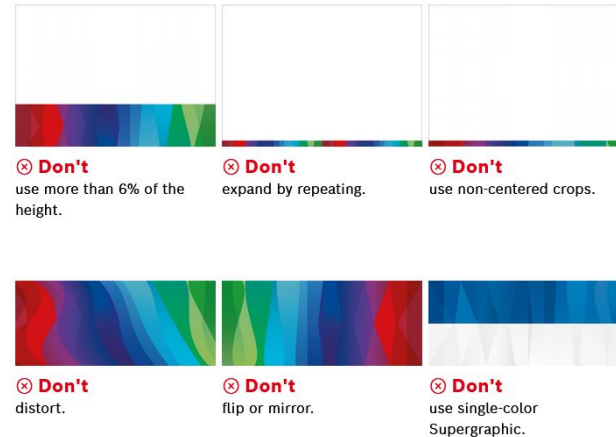 Don't
use more than 6% of the
height.
Don't
expand by repeating.
Don't
use non-centered crops.
Don't
distort.
Don't
flip or mirror.
Don't
use single-color
Supergraphic.